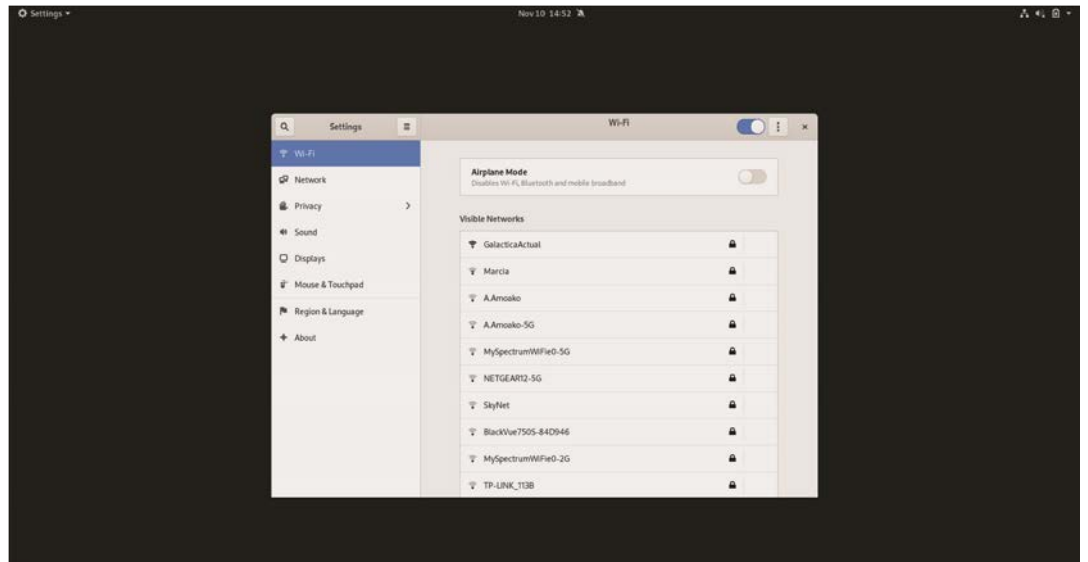 Settings
Nov 10 14:52
Settings
Wi-Fi
Wi-Fi
Network
Privacy
Sound
Displays
Mouse & Touchpad
Region & Language
About
Airplane Mode
Disables Wi-Fi, Bluetooth and mobile broadband
Visible Networks
GalacticaActual
Marcia
A.Amoako
A.Amoako-5G
MySpectrumWiFie0-5G
NETGEAR12-5G
SkyNet
BlackVue750S-84D946
MySpectrumWiFie0-2G
TP-LINK_113B